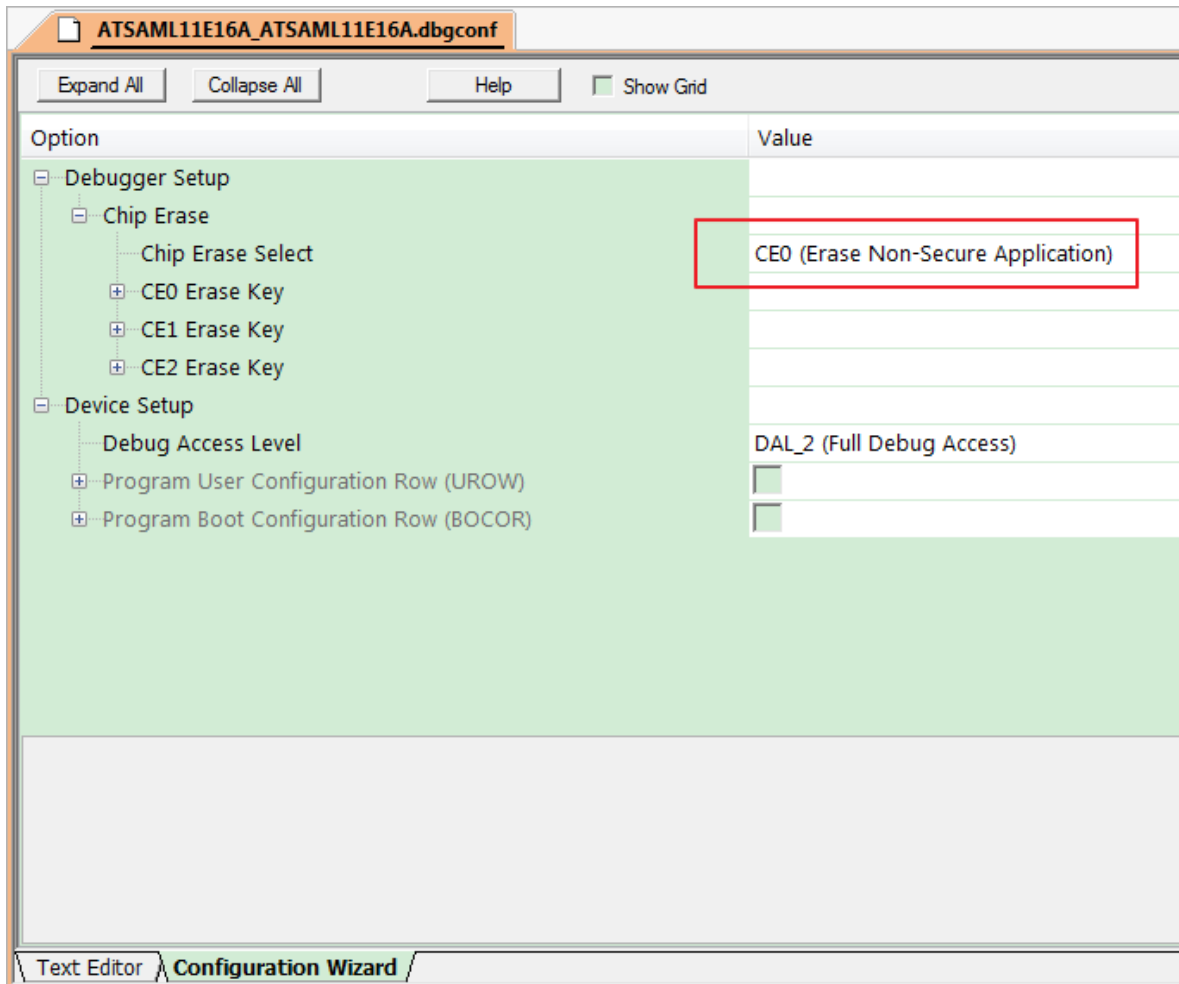 ATSAML11E16A_ATSAML11E16A.dbgconf
Expand All Collapse All Help Show Grid
Option Value
Debugger Setup
Chip Erase
Chip Erase Select CE0 (Erase Non-Secure Application)
CE0 Erase Key
CE1 Erase Key
CE2 Erase Key
Device Setup
Debug Access Level DAL_2 (Full Debug Access)
Program User Configuration Row (UROW)
Program Boot Configuration Row (BOCOR)
Text Editor Configuration Wizard